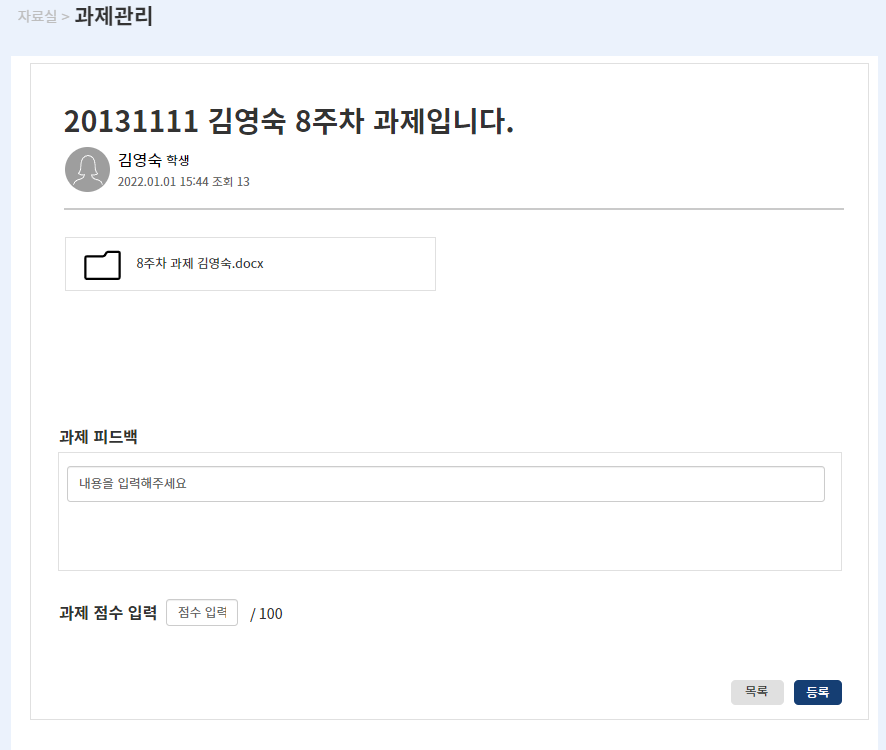 자료실 > 과제관리
20131111 김영숙 8주차 과제입니다.
김영숙 학생
2022.01.01 15:44 조회 13
8주차 과제 김영숙.docx
과제 피드백
내용을 입력해주세요
과제 점수 입력 점수 입력 / 100
목록 등록